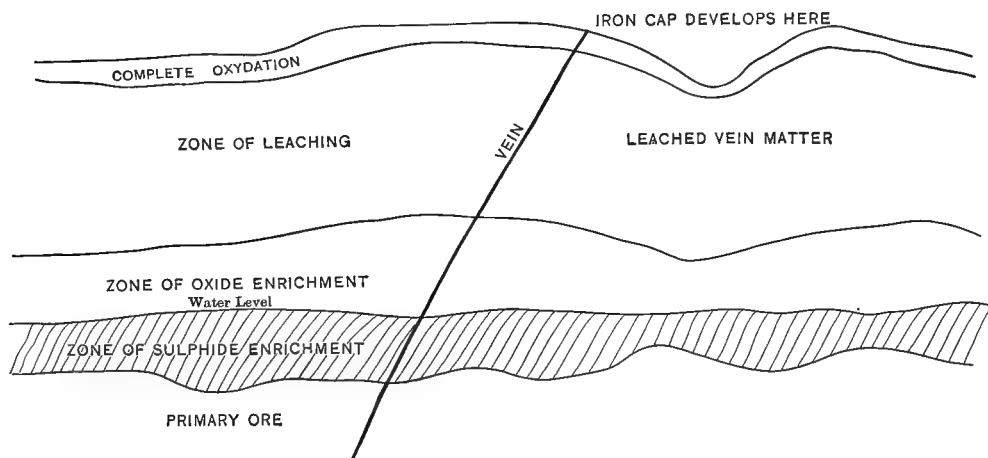 IRON CAP DEVELOPS HERE
COMPLETE OXYDATION
ZONE OF LEACHING
VEIN
LEACHED VEIN MATTER
ZONE OF OXIDE ENRICHMENT
Water Level
ZONE OF SULPHIDE ENRICHMENT
PRIMARY ORE